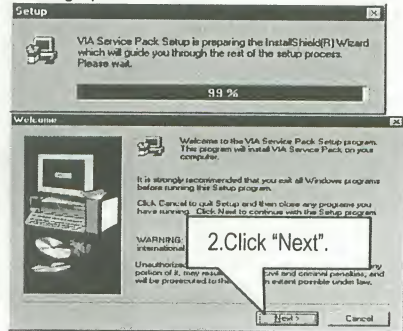 Setup
VIA Service Pack Setup is preparing the InstallShield(R) Wizard
which will guide you through the rest of the setup process.
Please wait.
99 %
Welcome
Welcome to the VIA Service Pack Setup program.
This program will install VIA Service Pack on your
computer.
It is strongly recommended that you exit all Windows programs
before running this Setup program.
Click Cancel to quit Setup and then close any programs you
have running. Click Next to continue with the Setup program.
WARNING:
international
2.Click “Next”.
Unauthorized any
portion of it, may result civil and criminal penalties, and
will be prosecuted to the extent possible under law.
Next >
Cancel